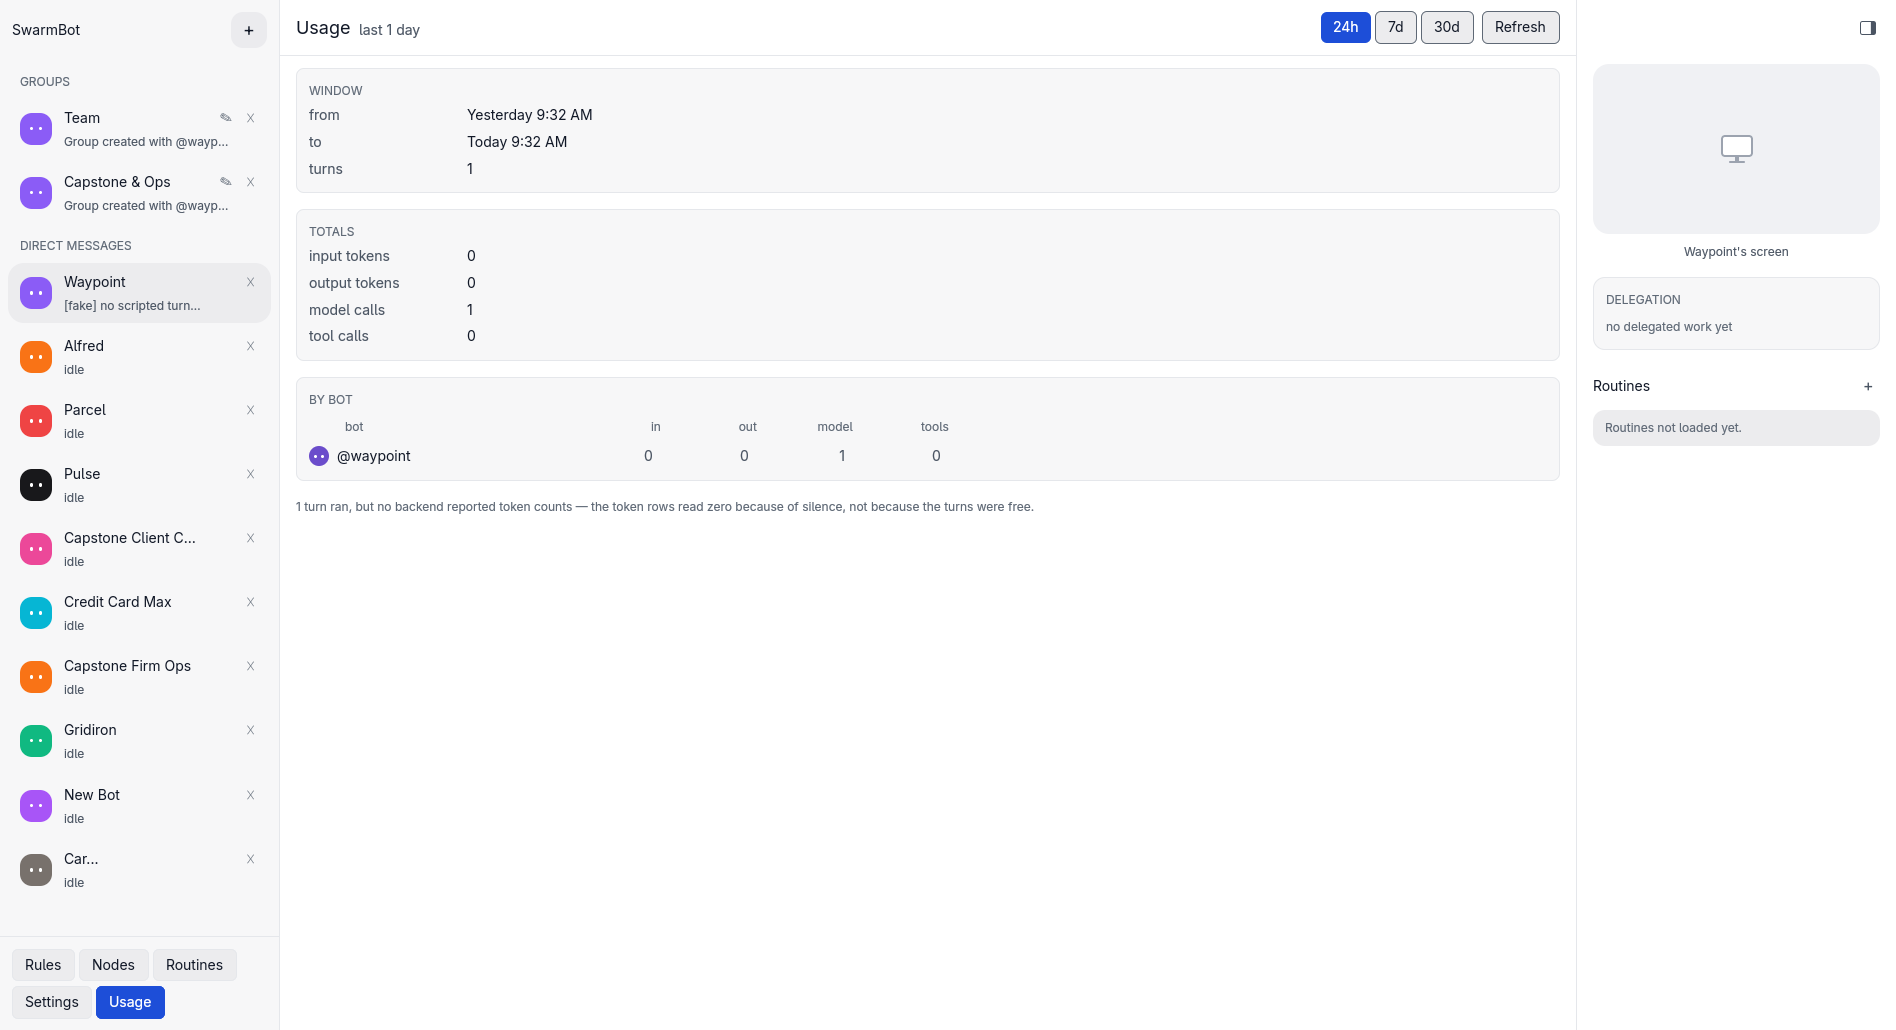 SwarmBot
+
GROUPS
Team
✎ X
Group created with @wayp...
Capstone & Ops
✎ X
Group created with @wayp...
DIRECT MESSAGES
Waypoint
X
[fake] no scripted turn...
Alfred
X
idle
Parcel
X
idle
Pulse
X
idle
Capstone Client C...
X
idle
Credit Card Max
X
idle
Capstone Firm Ops
X
idle
Gridiron
X
idle
New Bot
X
idle
Car...
X
idle
Rules Nodes Routines
Settings Usage
Usage last 1 day
24h 7d 30d Refresh
WINDOW
from Yesterday 9:32 AM
to Today 9:32 AM
turns 1
TOTALS
input tokens 0
output tokens 0
model calls 1
tool calls 0
BY BOT
bot in out model tools
@waypoint 0 0 1 0
1 turn ran, but no backend reported token counts — the token rows read zero because of silence, not because the turns were free.
Waypoint's screen
DELEGATION
no delegated work yet
Routines +
Routines not loaded yet.